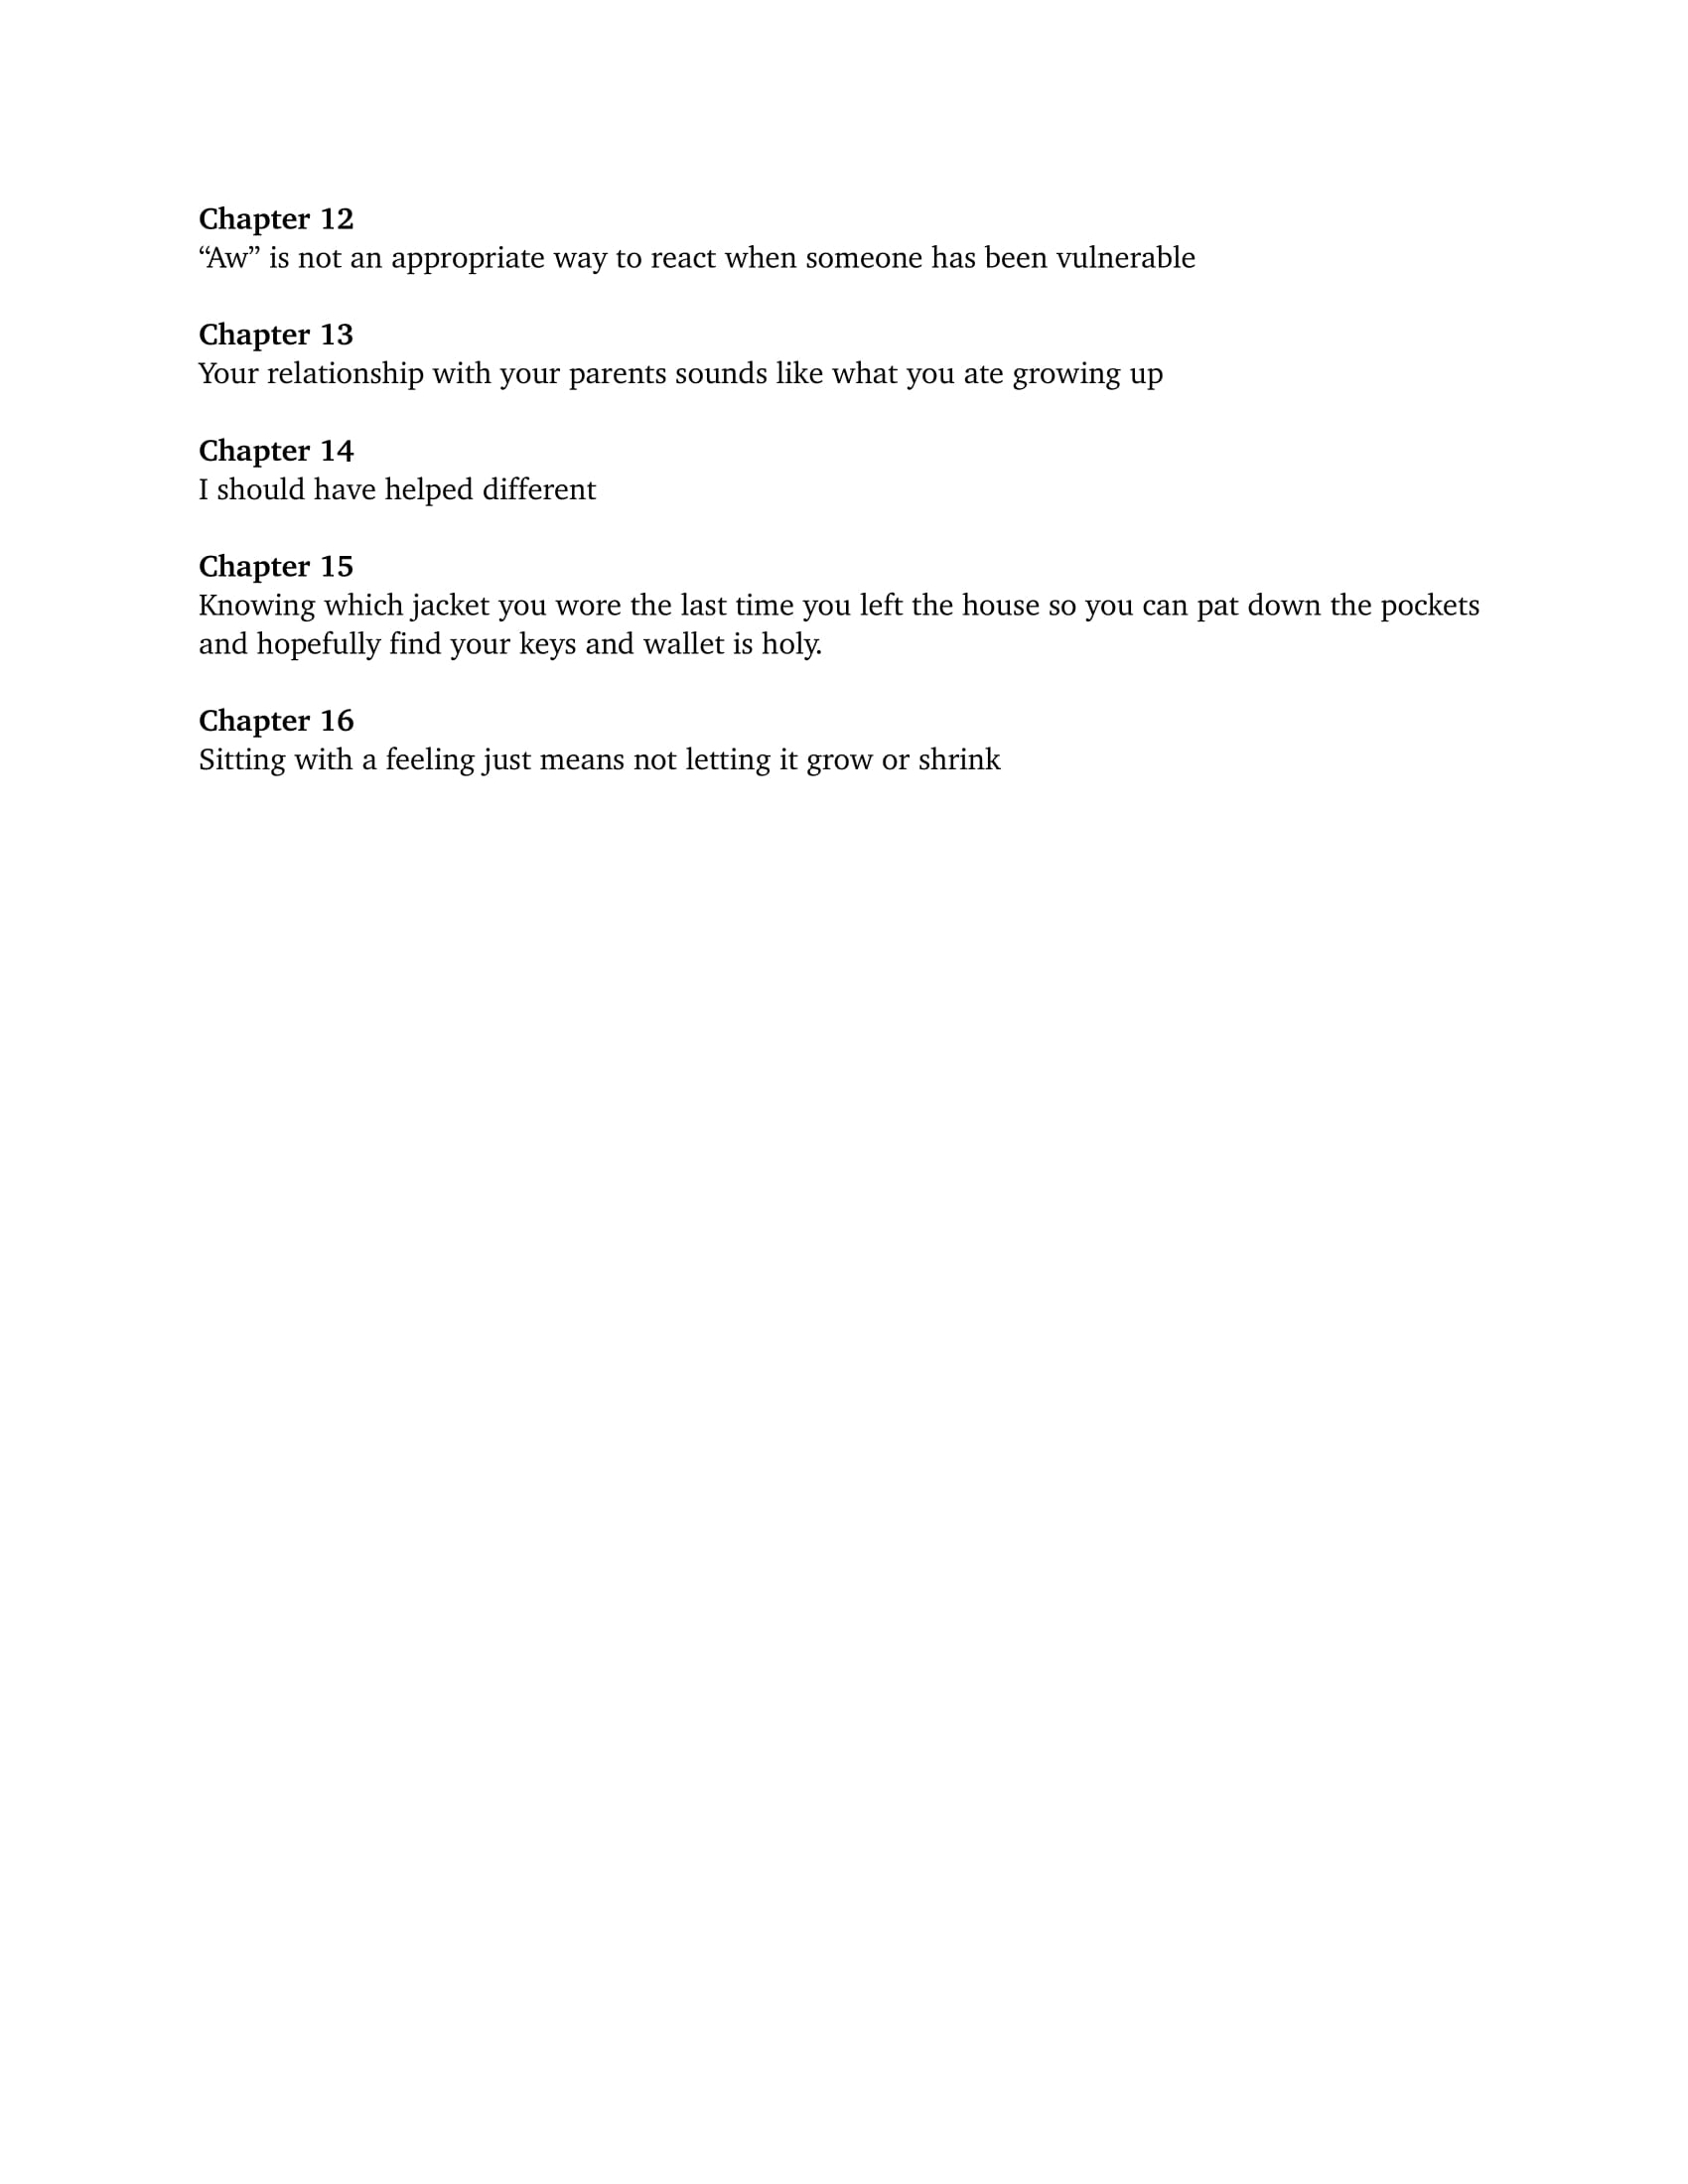 Chapter 12
“Aw” is not an appropriate way to react when someone has been vulnerable
Chapter 13
Your relationship with your parents sounds like what you ate growing up
Chapter 14
I should have helped different
Chapter 15
Knowing which jacket you wore the last time you left the house so you can pat down the pockets
and hopefully find your keys and wallet is holy.
Chapter 16
Sitting with a feeling just means not letting it grow or shrink